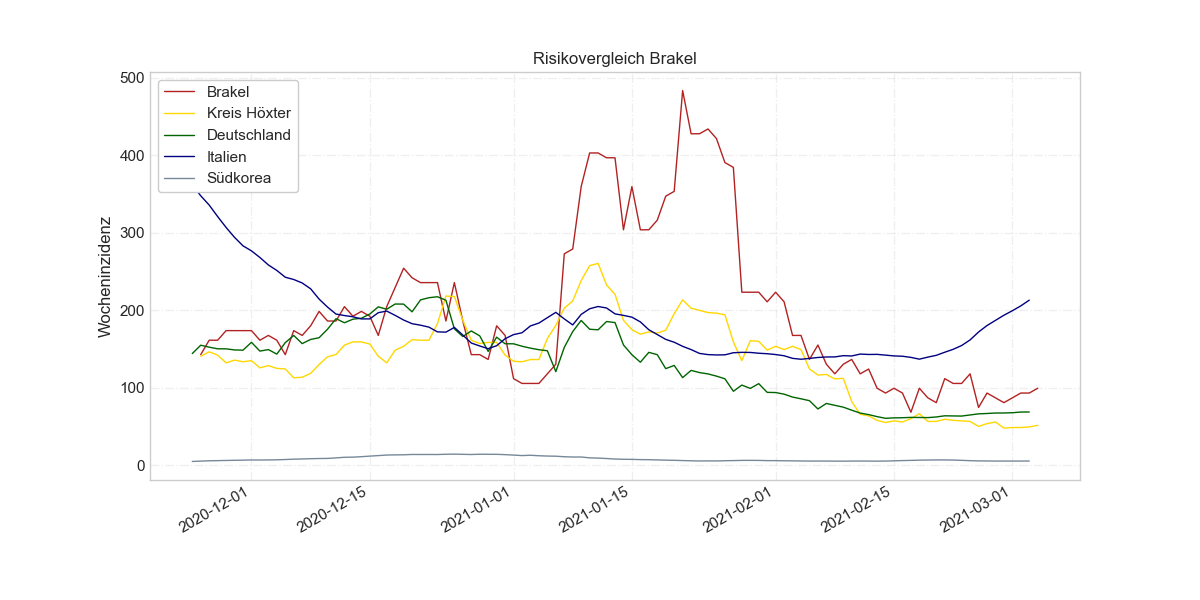 Risikovergleich Brakel
Wocheninzidenz
500
400
300
200
100
0
Brakel
Kreis Höxter
Deutschland
Italien
Südkorea
2020-12-01
2020-12-15
2021-01-01
2021-01-15
2021-02-01
2021-02-15
2021-03-01